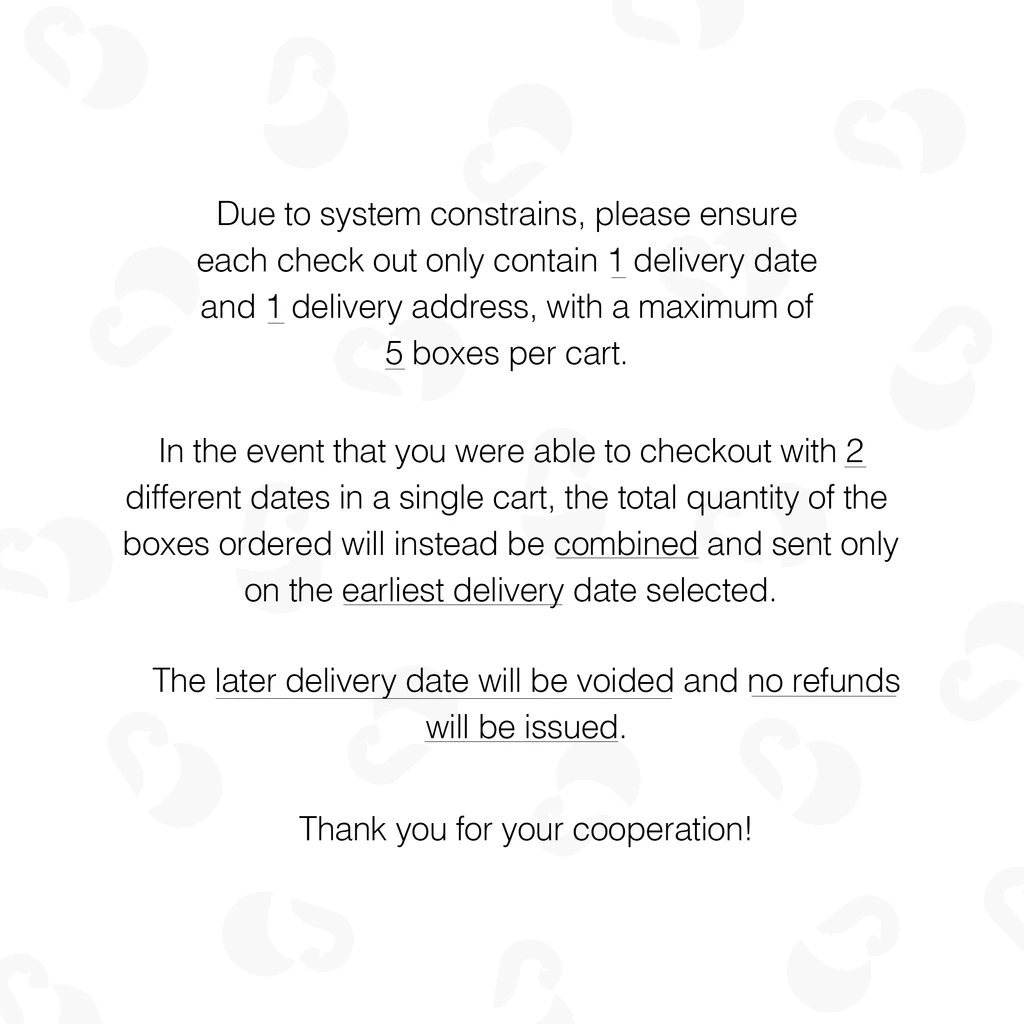 Due to system constrains, please ensure
each check out only contain 1 delivery date
and 1 delivery address, with a maximum of
5 boxes per cart.
In the event that you were able to checkout with 2
different dates in a single cart, the total quantity of the
boxes ordered will instead be combined and sent only
on the earliest delivery date selected.
The later delivery date will be voided and no refunds
will be issued.
Thank you for your cooperation!